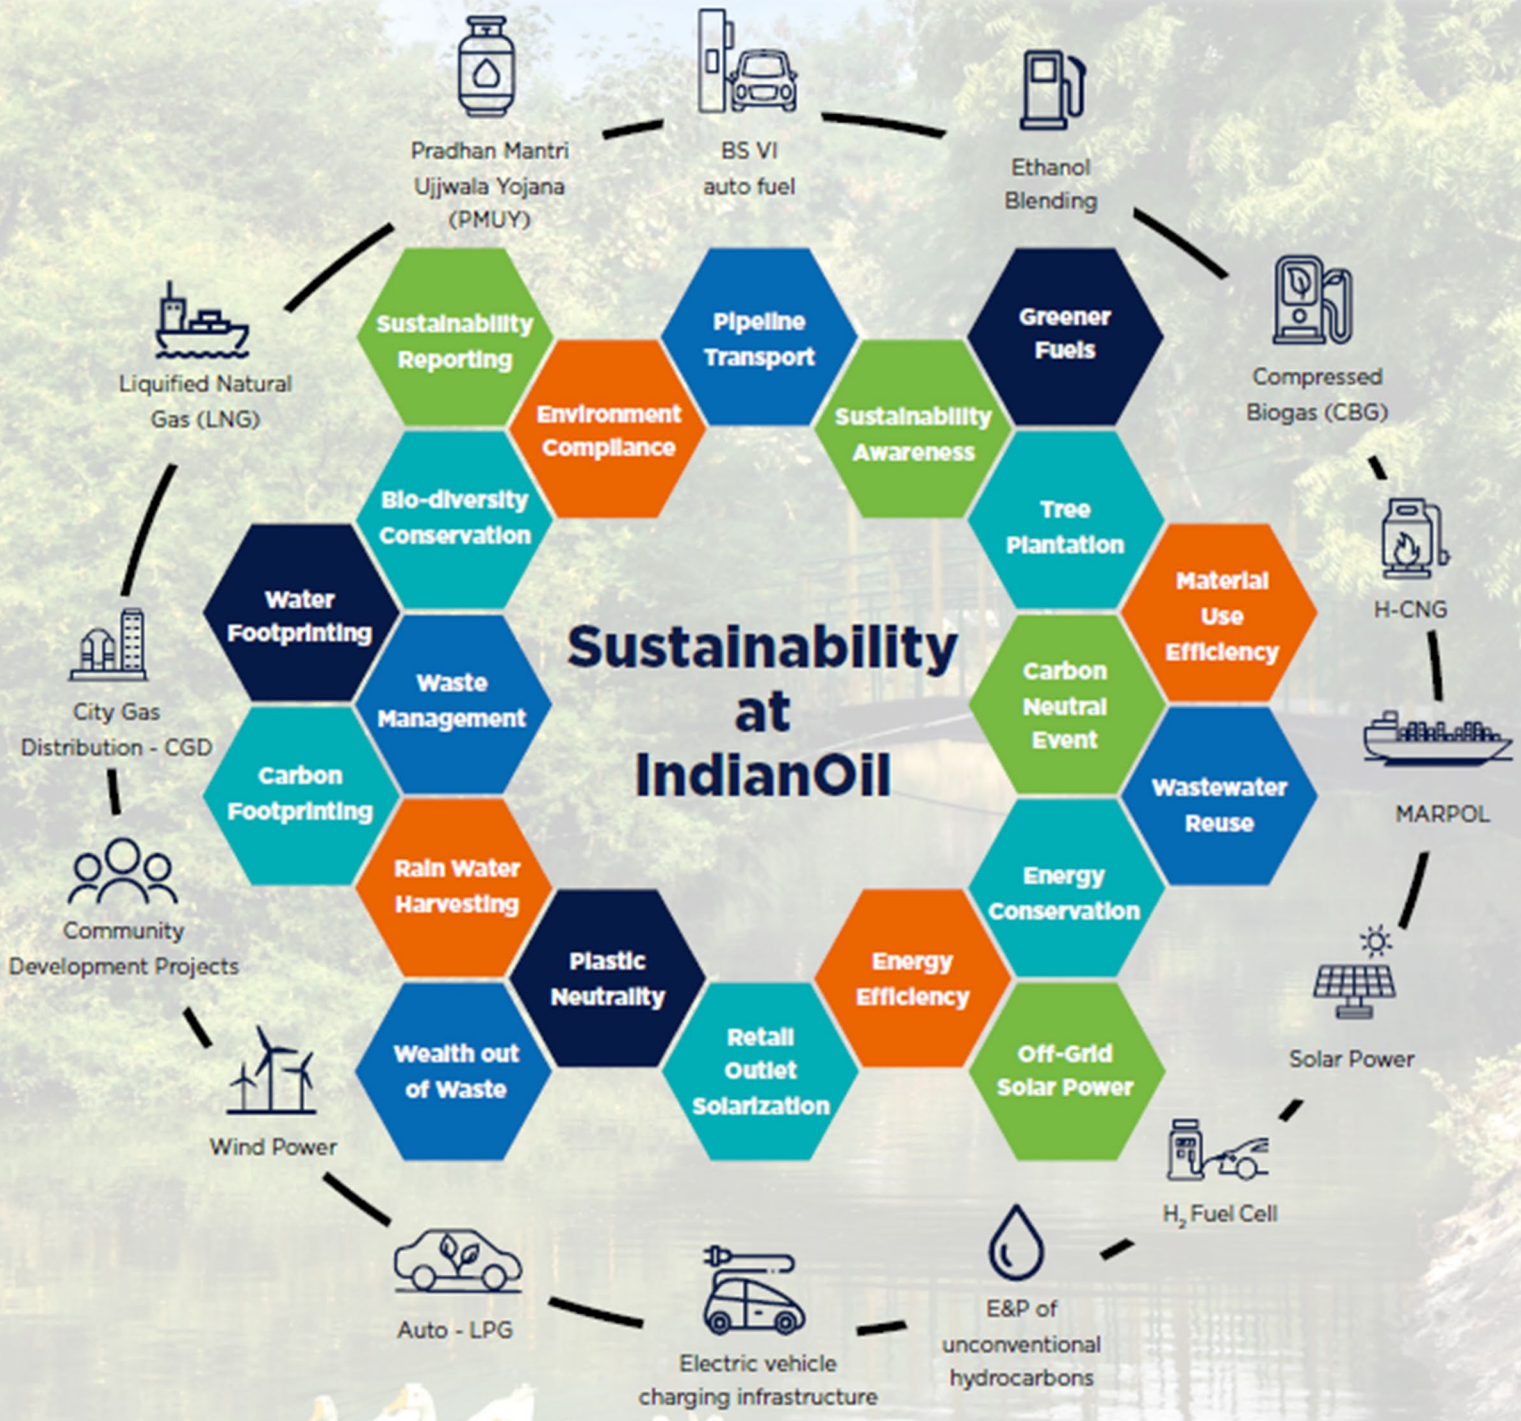 Pradhan Mantri
Ujjwala Yojana
(PMUY)
BS VI
auto fuel
Ethanol
Blending
Compressed
Biogas (CBG)
H-CNG
MARPOL
Solar Power
H₂ Fuel Cell
E&P of
unconventional
hydrocarbons
Electric vehicle
charging infrastructure
Auto - LPG
Wind Power
Community
Development Projects
City Gas
Distribution - CGD
Liquified Natural
Gas (LNG)
Sustainability
Reporting
Environment
Compliance
Pipeline
Transport
Sustainability
Awareness
Greener
Fuels
Tree
Plantation
Material
Use
Efficiency
Carbon
Neutral
Event
Wastewater
Reuse
Energy
Conservation
Off-Grid
Solar Power
Energy
Efficiency
Retail
Outlet
Solarization
Plastic
Neutrality
Wealth out
of Waste
Rain Water
Harvesting
Carbon
Footprinting
Waste
Management
Water
Footprinting
Bio-diversity
Conservation
Sustainability
at
IndianOil